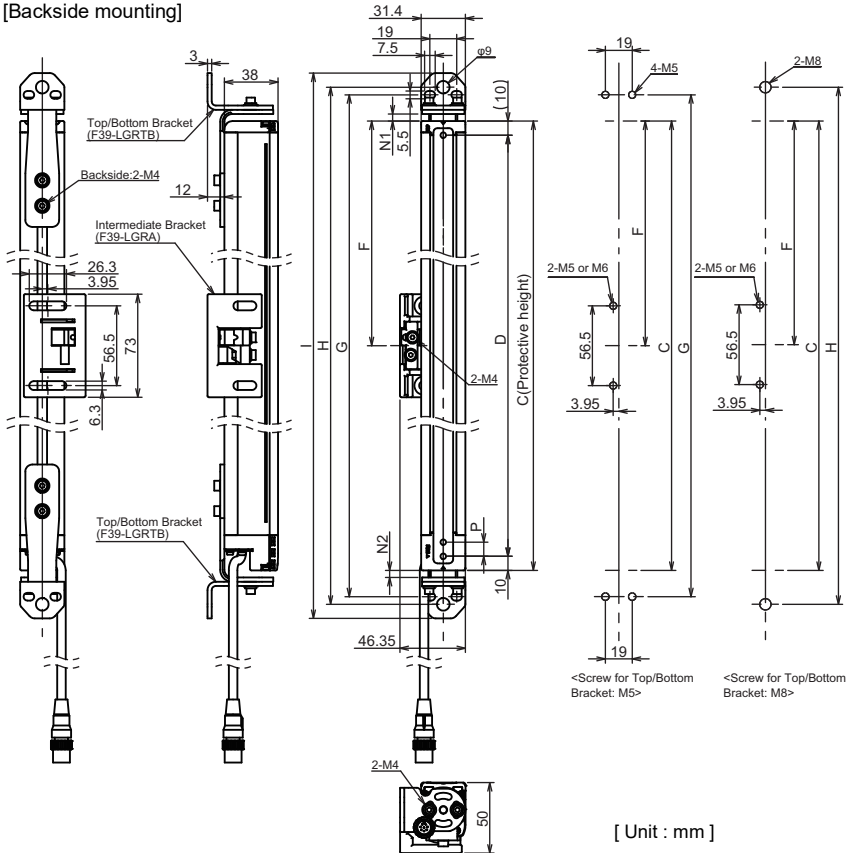 [Backside mounting]
31.4
19
7.5
φ9
3
38
(10)
N1
5.5
Top/Bottom Bracket
(F39-LGRTB)
Backside:2-M4
12
Intermediate Bracket
(F39-LGRA)
26.3
3.95
56.5
73
6.3
F
I
H
G
D
C(Protective height)
2-M4
Top/Bottom Bracket
(F39-LGRTB)
N2
P
10
46.35
19
4-M5
F
2-M5 or M6
56.5
C
G
3.95
19
<Screw for Top/Bottom
Bracket: M5>
2-M8
F
2-M5 or M6
56.5
C
H
3.95
<Screw for Top/Bottom
Bracket: M8>
2-M4
50
[ Unit : mm ]